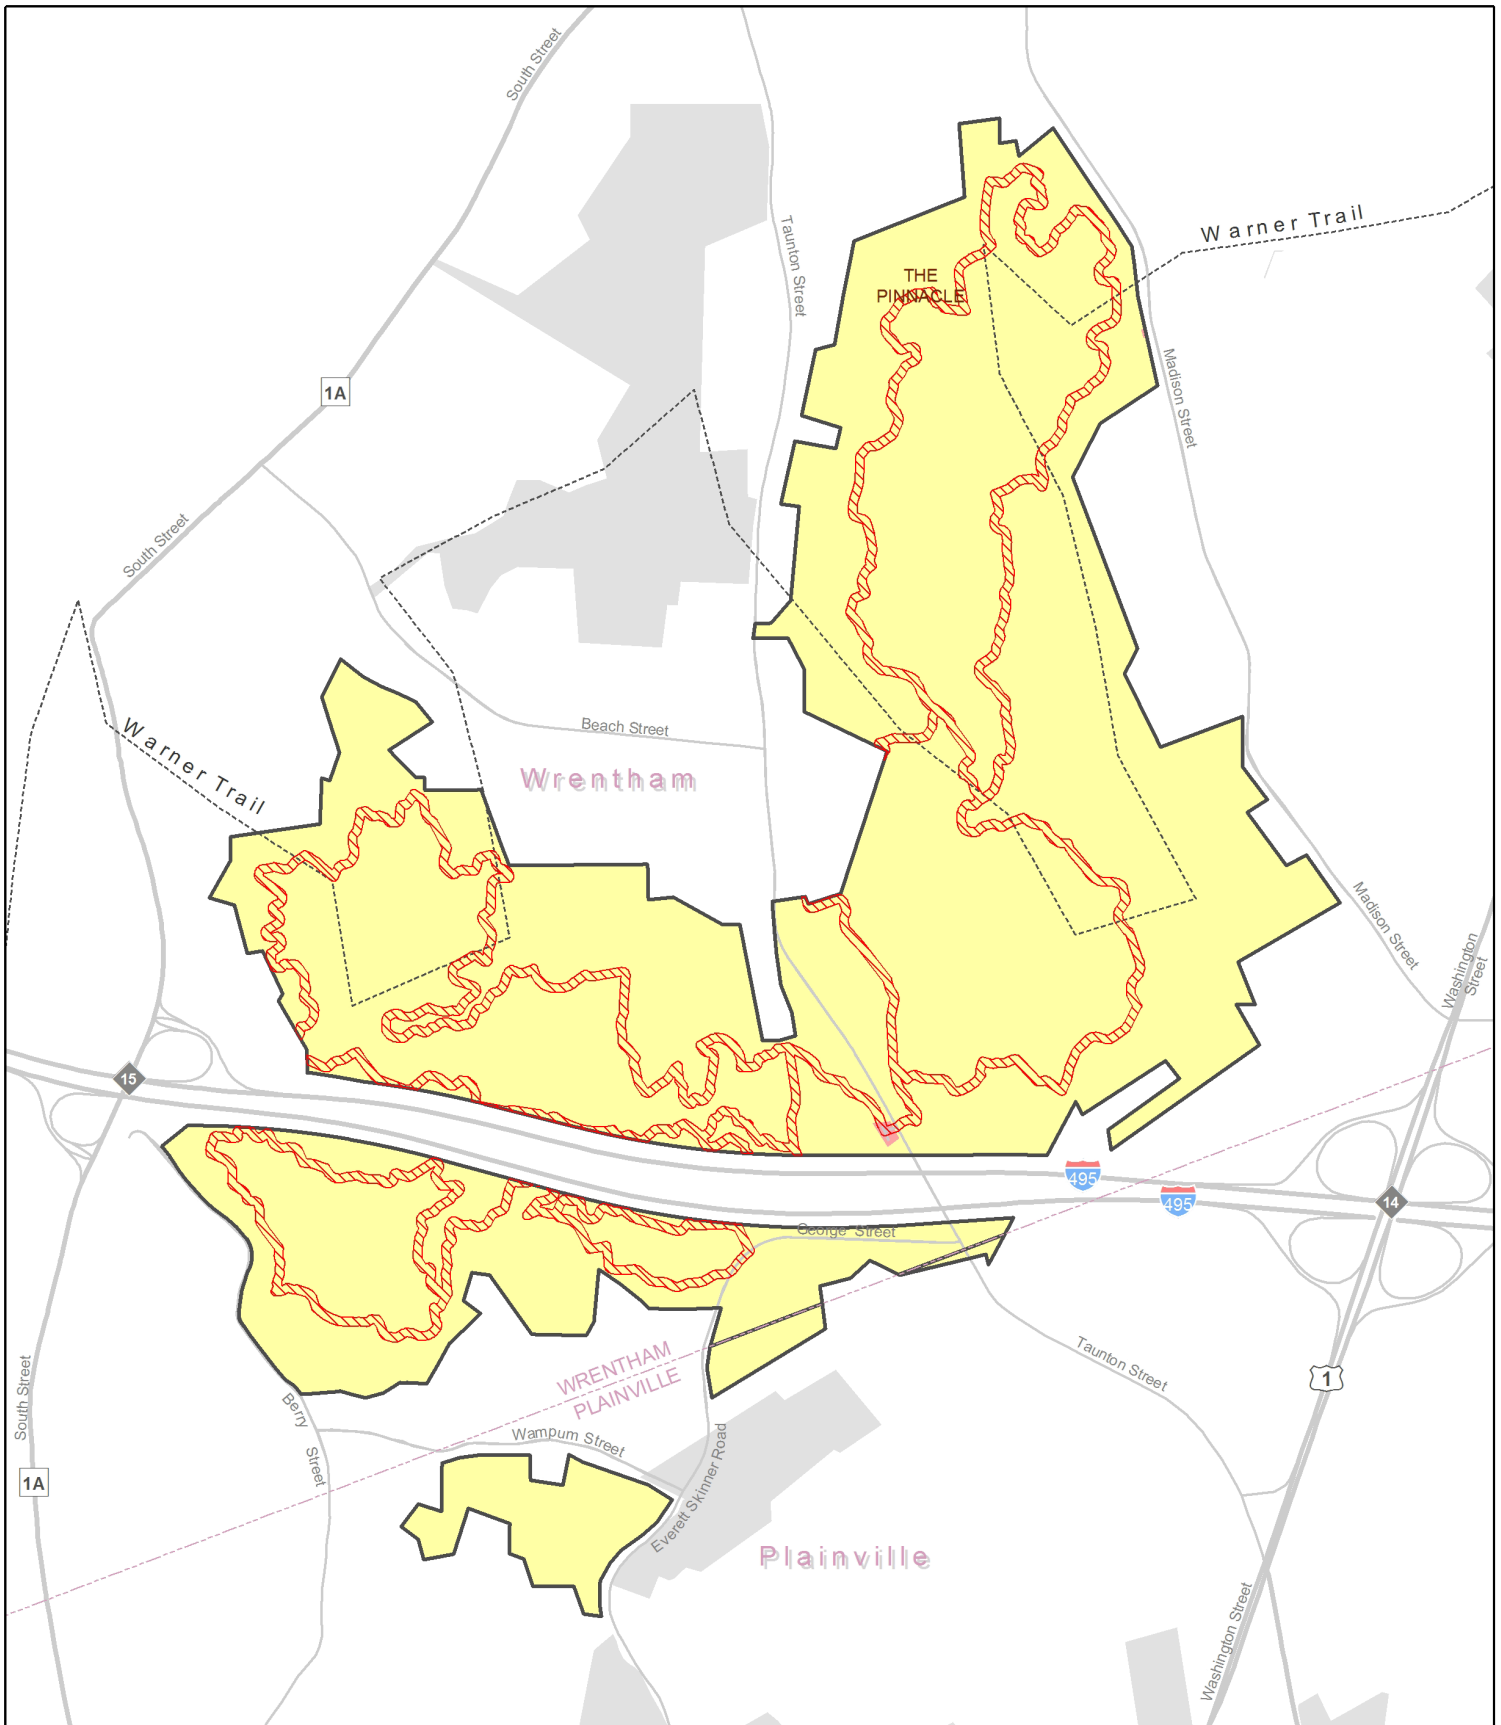 South Street
Taunton Street
Warner Trail
THE
PINNACLE
1A
Madison Street
South Street
Warner Trail
Beach Street
Wrentham
Madison Street
Washington
Street
15
495
495
14
George Street
WRENTHAM
PLAINVILLE
Taunton Street
1
South Street
Berry
Street
Wampum Street
Everett Skinner Road
1A
Plainville
Washington Street